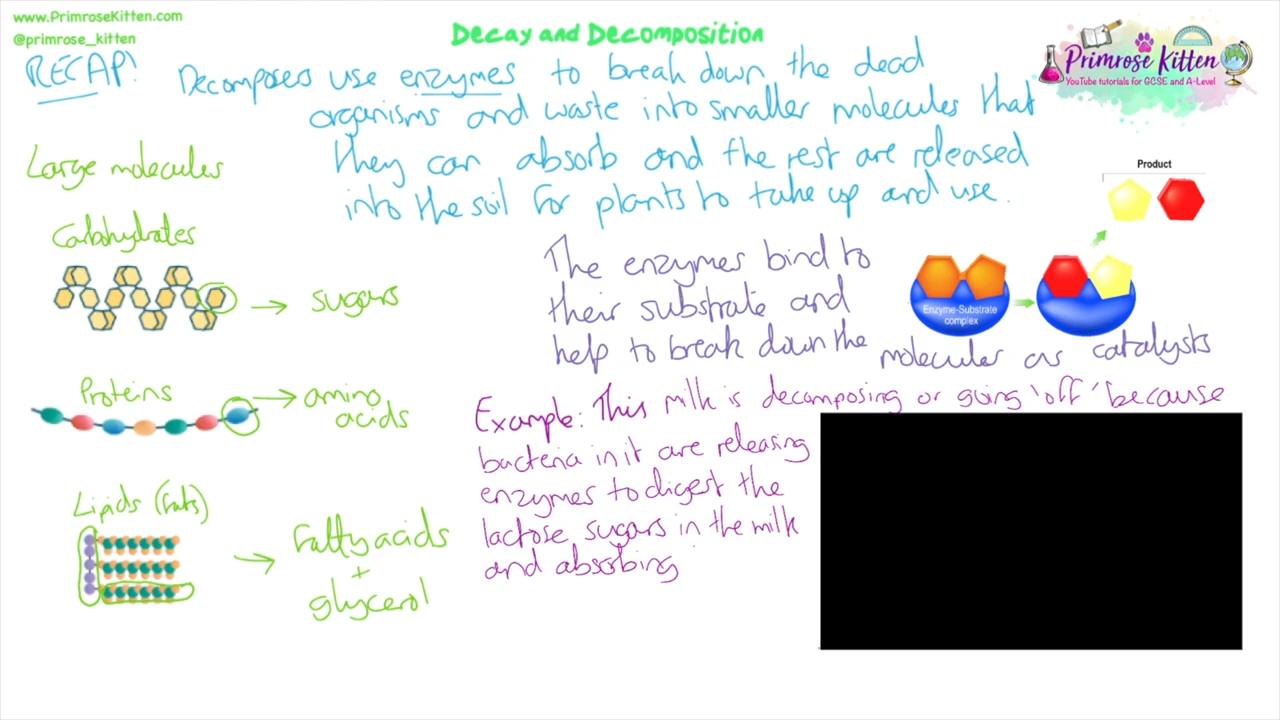 www.PrimroseKitten.com
@primrose_kitten
Decay and Decomposition
Primrose Kitten
YouTube tutorials for GCSE and A-Level
RECAP!
Decomposers use enzymes to break down the dead
organisms and waste into smaller molecules that
they can absorb and the rest are released
into the soil for plants to take up and use.
Large molecules
Carbohydrates
→ sugars
Proteins
→ amino
acids
Lipids (fats)
→ Fatty acids
+
glycerol
The enzymes bind to
their substrate and
help to break down the molecules as catalysts
Product
Enzyme-Substrate
complex
Example: This milk is decomposing or going 'off' because
bacteria in it are releasing
enzymes to digest the
lactose sugars in the milk
and absorbing